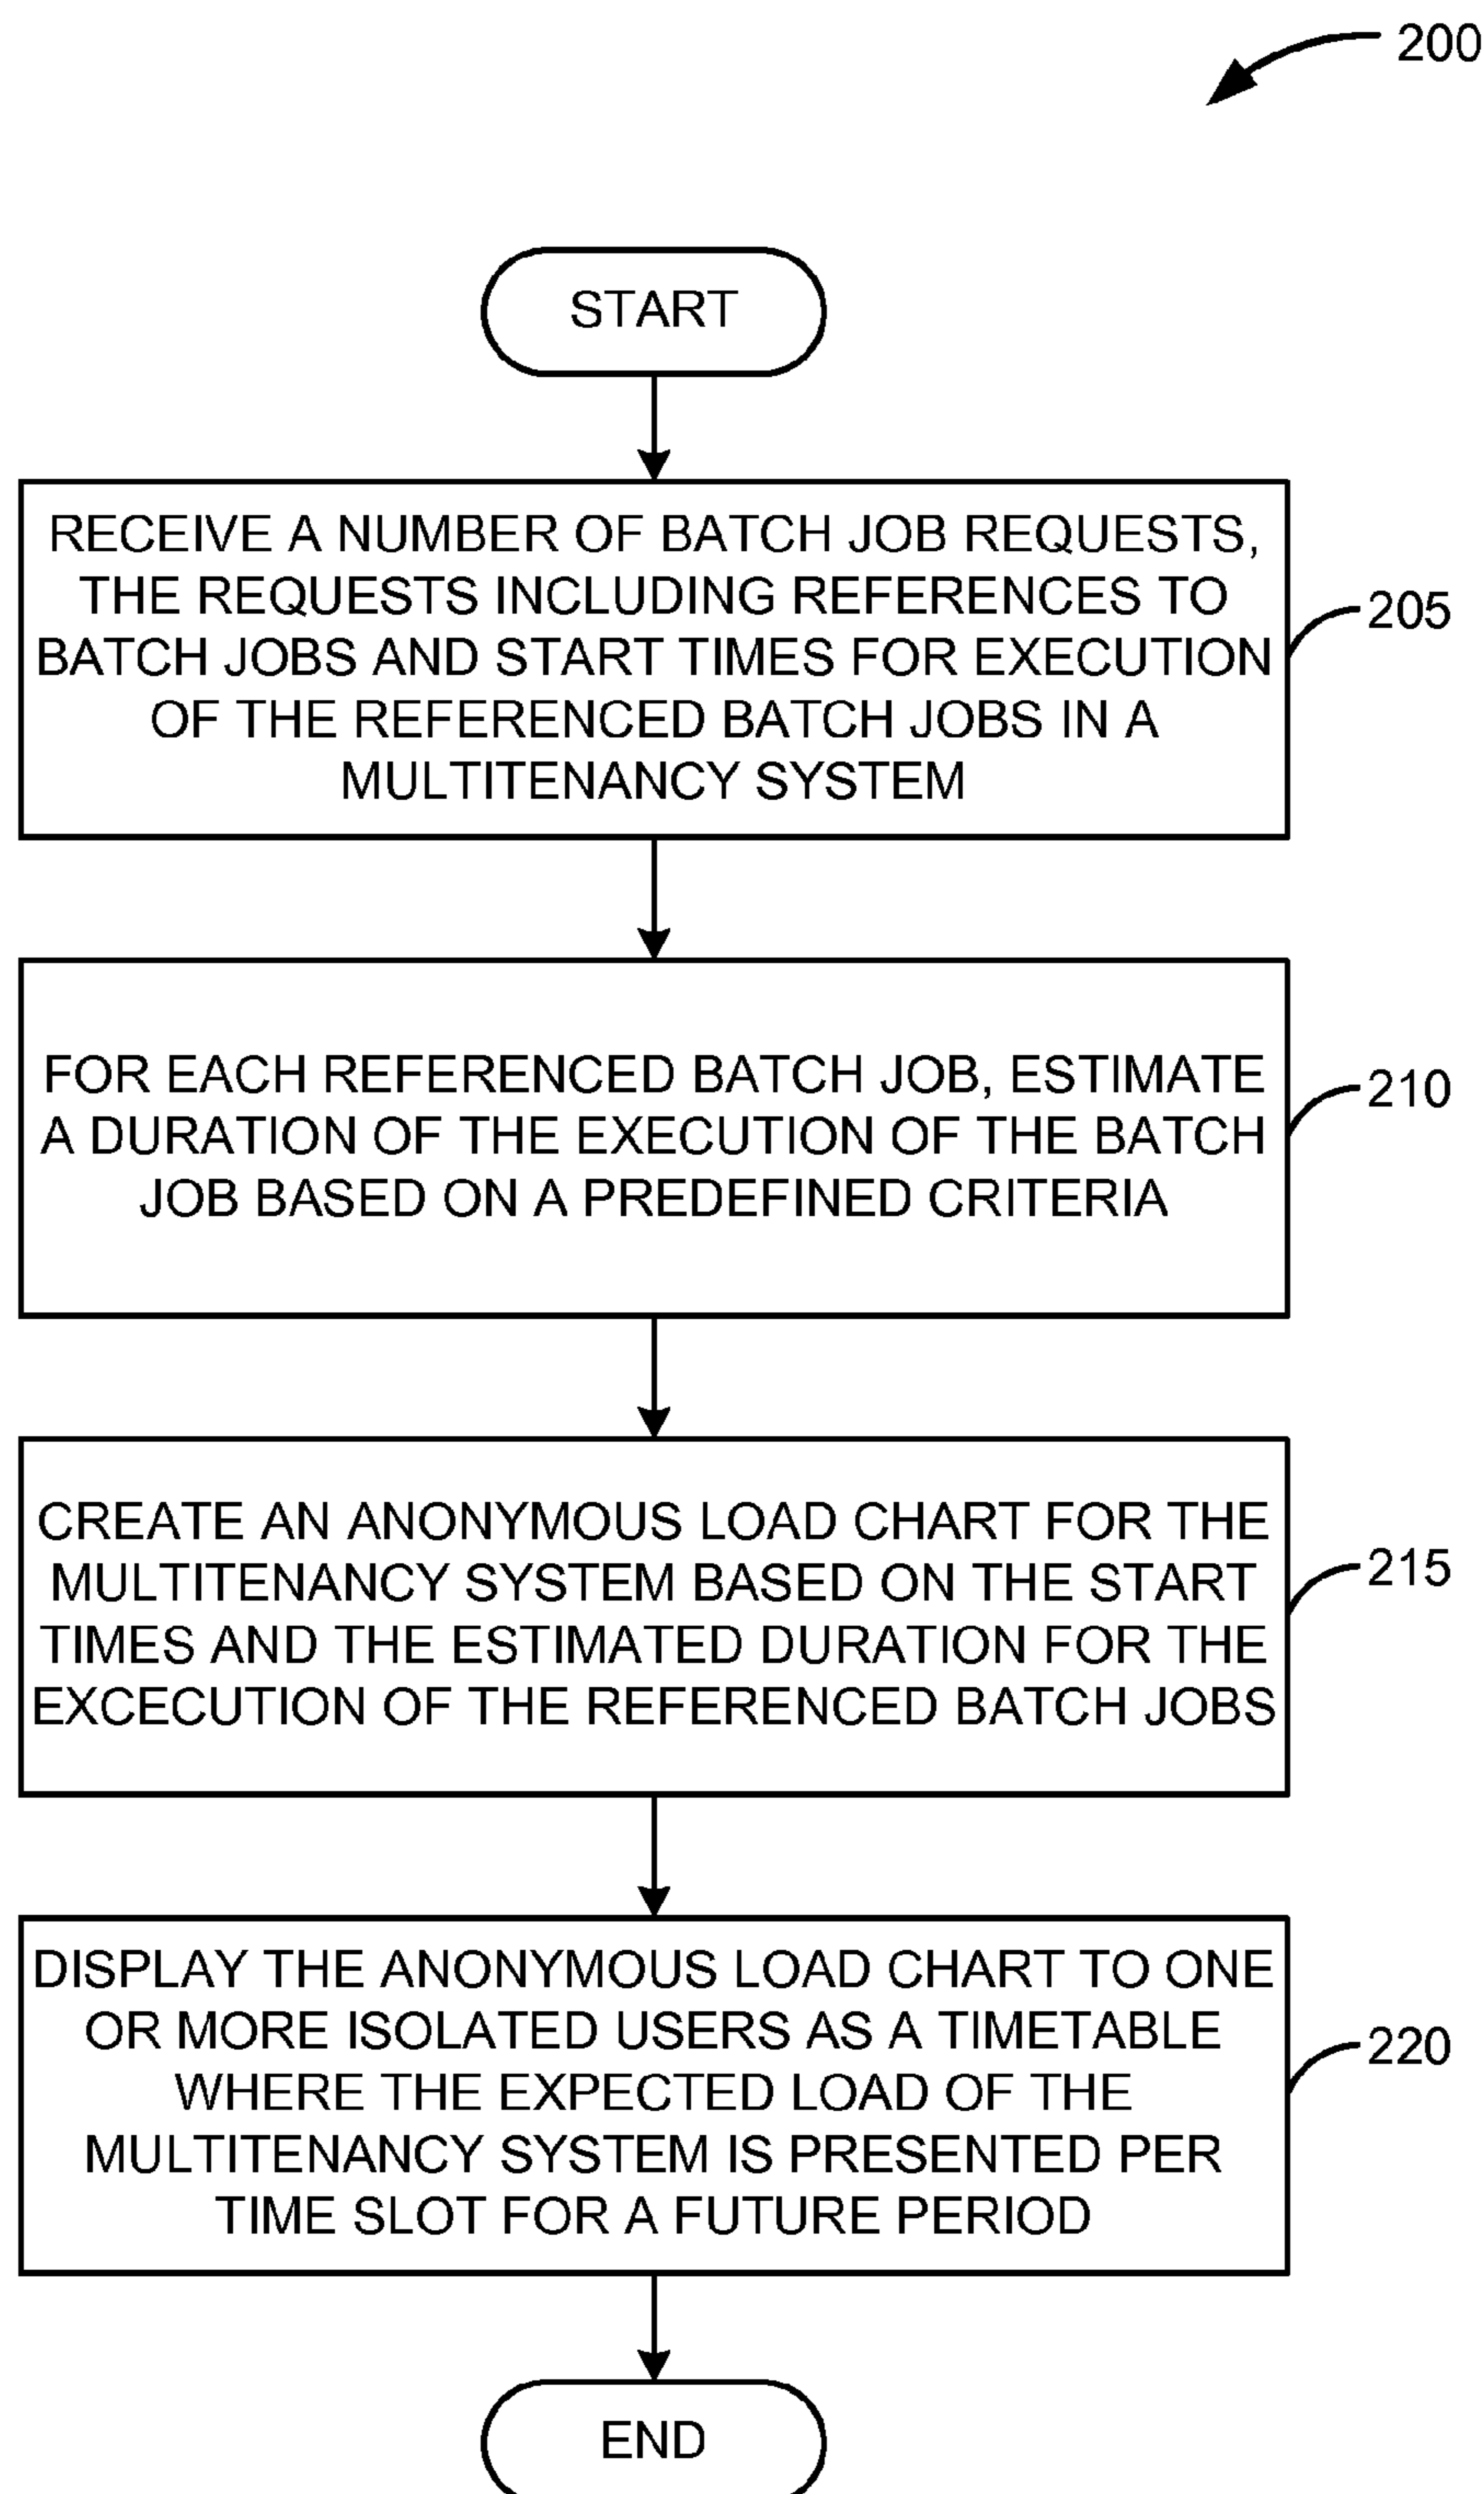 200
START
RECEIVE A NUMBER OF BATCH JOB REQUESTS,
THE REQUESTS INCLUDING REFERENCES TO
BATCH JOBS AND START TIMES FOR EXECUTION
OF THE REFERENCED BATCH JOBS IN A
MULTITENANCY SYSTEM
205
FOR EACH REFERENCED BATCH JOB, ESTIMATE
A DURATION OF THE EXECUTION OF THE BATCH
JOB BASED ON A PREDEFINED CRITERIA
210
CREATE AN ANONYMOUS LOAD CHART FOR THE
MULTITENANCY SYSTEM BASED ON THE START
TIMES AND THE ESTIMATED DURATION FOR THE
EXCECUTION OF THE REFERENCED BATCH JOBS
215
DISPLAY THE ANONYMOUS LOAD CHART TO ONE
OR MORE ISOLATED USERS AS A TIMETABLE
WHERE THE EXPECTED LOAD OF THE
MULTITENANCY SYSTEM IS PRESENTED PER
TIME SLOT FOR A FUTURE PERIOD
220
END